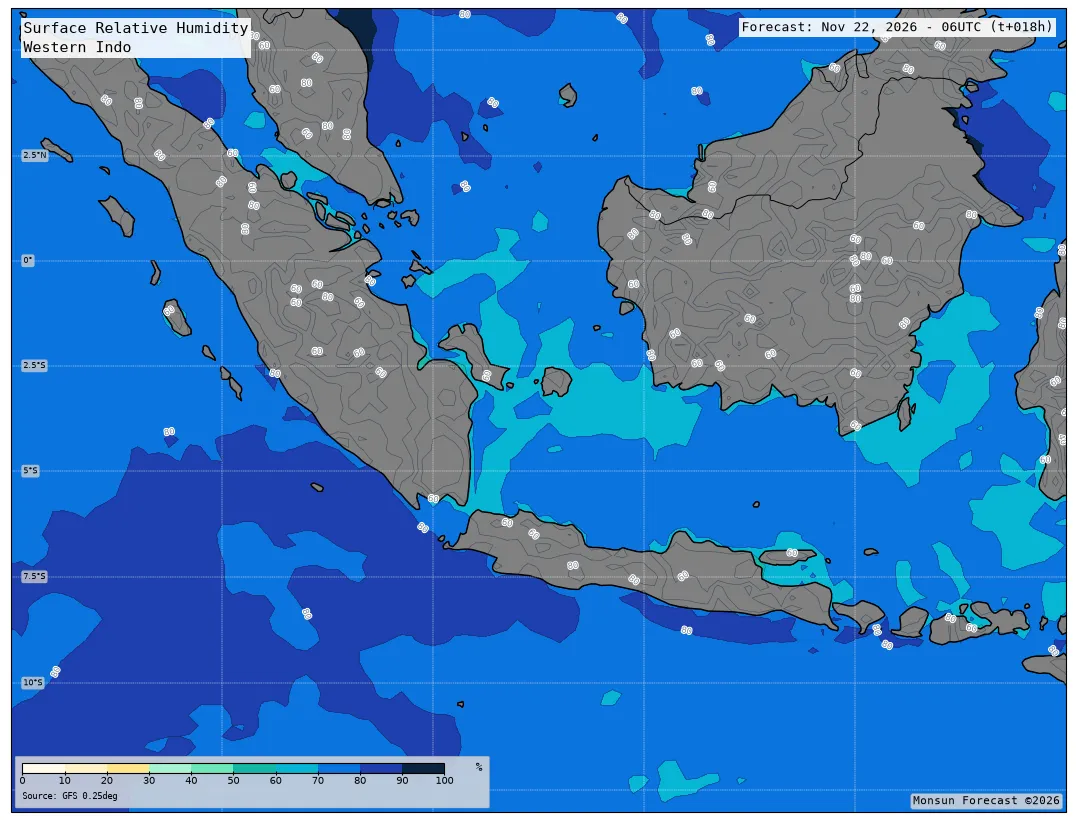 Surface Relative Humidity
Western Indo
Forecast: Nov 22, 2026 - 06UTC (t+018h)
2.5°N
0°
2.5°S
5°S
7.5°S
10°S
0 10 20 30 40 50 60 70 80 90 100 %
Source: GFS 0.25deg
Monsun Forecast ©2026